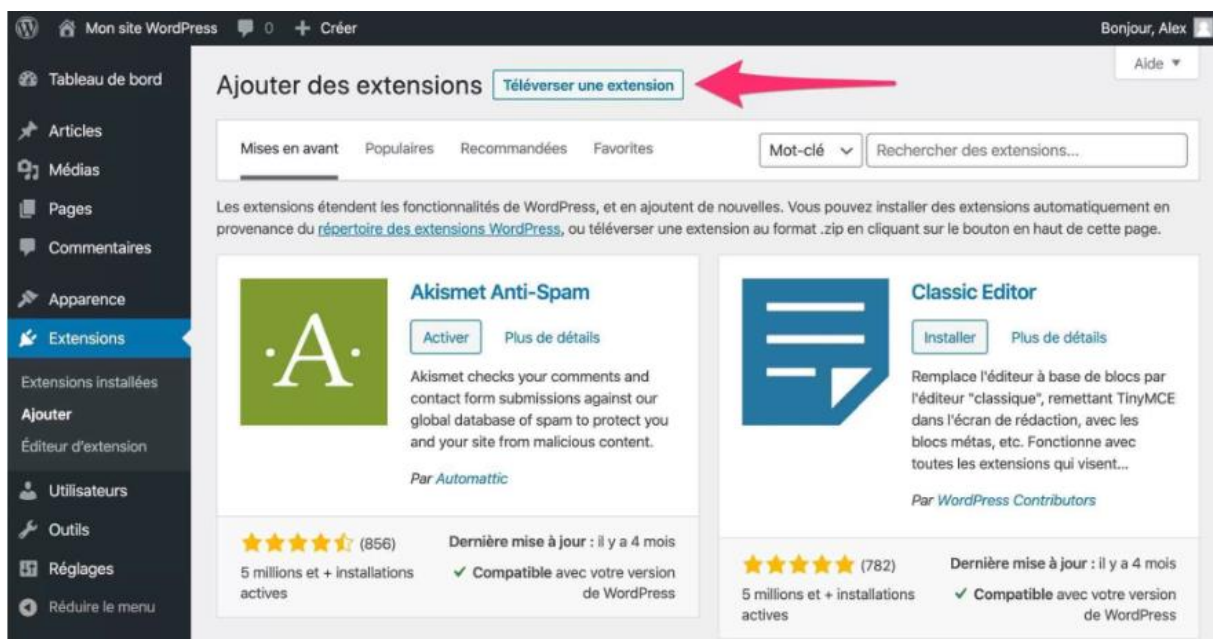 Mon site WordPress 0 + Créer Bonjour, Alex
Aide
Tableau de bord
Articles
Médias
Pages
Commentaires
Apparence
Extensions
Extensions installées
Ajouter
Éditeur d'extension
Utilisateurs
Outils
Réglages
Réduire le menu
Ajouter des extensions Téléverser une extension
Mises en avant Populaires Recommandées Favorites Mot-clé Rechercher des extensions...
Les extensions étendent les fonctionnalités de WordPress, et en ajoutent de nouvelles. Vous pouvez installer des extensions automatiquement en
provenance du répertoire des extensions WordPress, ou téléverser une extension au format .zip en cliquant sur le bouton en haut de cette page.
·A·
Akismet Anti-Spam
Activer Plus de détails
Akismet checks your comments and
contact form submissions against our
global database of spam to protect you
and your site from malicious content.
Par Automattic
(856)
5 millions et + installations
actives
Dernière mise à jour : il y a 4 mois
✓ Compatible avec votre version
de WordPress
Classic Editor
Installer Plus de détails
Remplace l'éditeur à base de blocs par
l'éditeur "classique", remettant TinyMCE
dans l'écran de rédaction, avec les
blocs métas, etc. Fonctionne avec
toutes les extensions qui visent...
Par WordPress Contributors
(782)
5 millions et + installations
actives
Dernière mise à jour : il y a 4 mois
✓ Compatible avec votre version
de WordPress